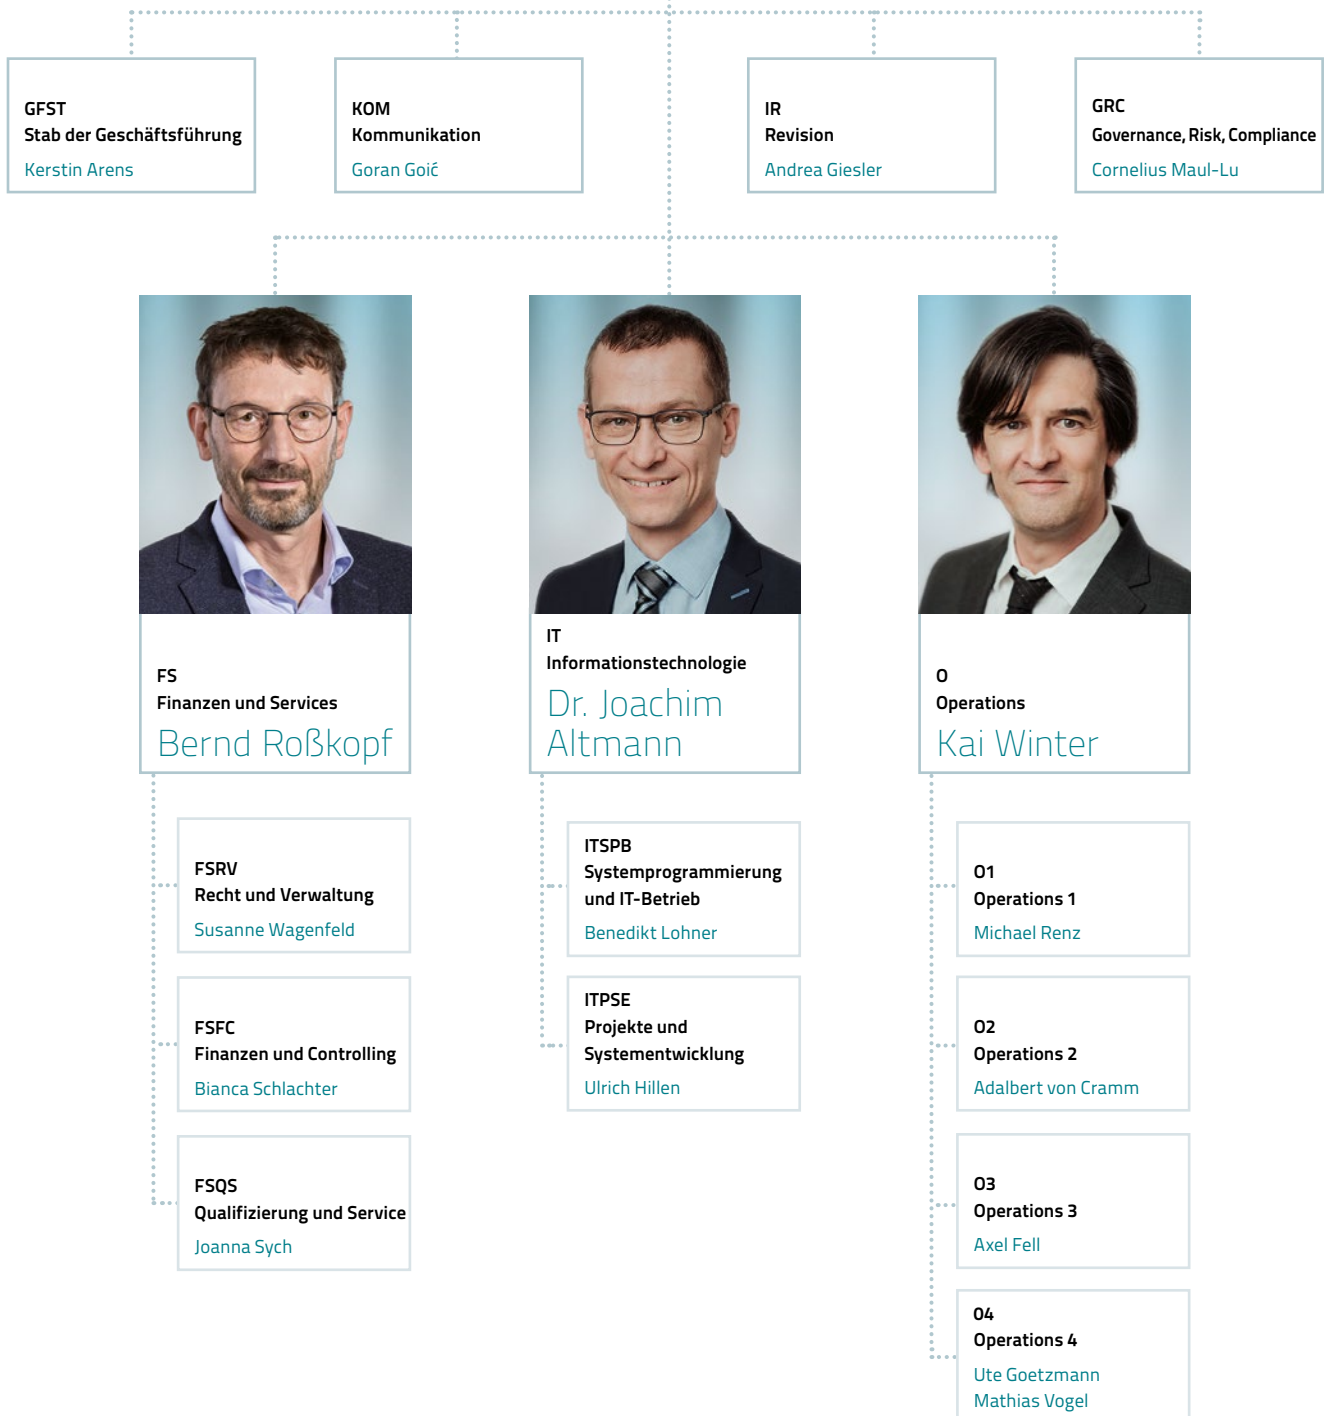 GFST
Stab der Geschäftsführung
Kerstin Arens
KOM
Kommunikation
Goran Goić
IR
Revision
Andrea Giesler
GRC
Governance, Risk, Compliance
Cornelius Maul-Lu
FS
Finanzen und Services
Bernd Roßkopf
IT
Informationstechnologie
Dr. Joachim
Altmann
O
Operations
Kai Winter
FSRV
Recht und Verwaltung
Susanne Wagenfeld
FSFC
Finanzen und Controlling
Bianca Schlachter
FSQS
Qualifizierung und Service
Joanna Sych
ITSPB
Systemprogrammierung
und IT-Betrieb
Benedikt Lohner
ITPSE
Projekte und
Systementwicklung
Ulrich Hillen
O1
Operations 1
Michael Renz
O2
Operations 2
Adalbert von Cramm
O3
Operations 3
Axel Fell
O4
Operations 4
Ute Goetzmann
Mathias Vogel